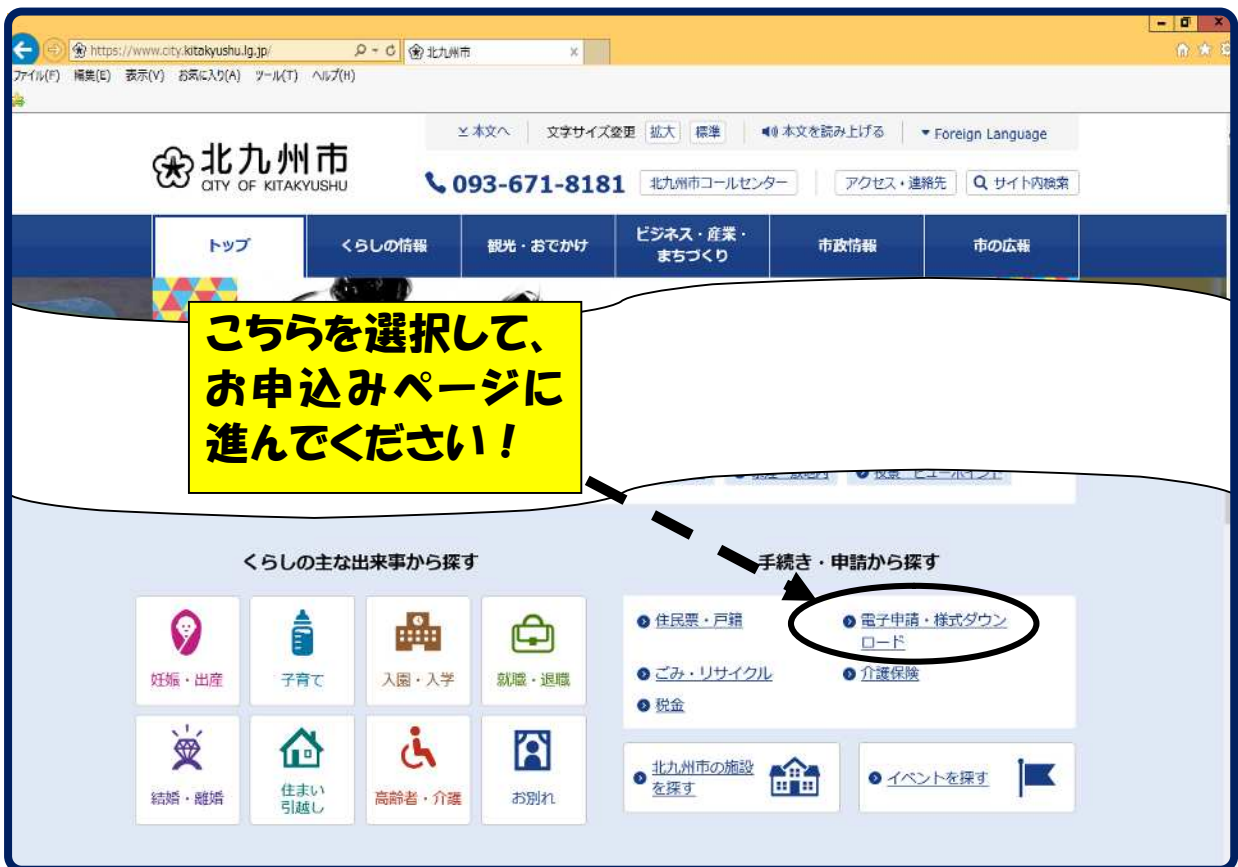 https://www.city.kitakyushu.lg.jp/
北九州市
ファイル(F) 編集(E) 表示(V) お気に入り(A) ツール(T) ヘルプ(H)
本文へ 文字サイズ変更 拡大 標準 本文を読み上げる Foreign Language
北九州市
CITY OF KITAKYUSHU
093-671-8181 北九州市コールセンター アクセス・連絡先 サイト内検索
トップ くらしの情報 観光・おでかけ ビジネス・産業・ 市政情報 市の広報
まちづくり
こちらを選択して、
お申込みページに
進んでください！
くらしの主な出来事から探す
手続き・申請から探す
妊娠・出産 子育て 入園・入学 就職・退職
結婚・離婚 住まい 高齢者・介護 お別れ
引越し
住民票・戸籍 電子申請・様式ダウン
ロード
ごみ・リサイクル 介護保険
税金
北九州市の施設
を探す
イベントを探す